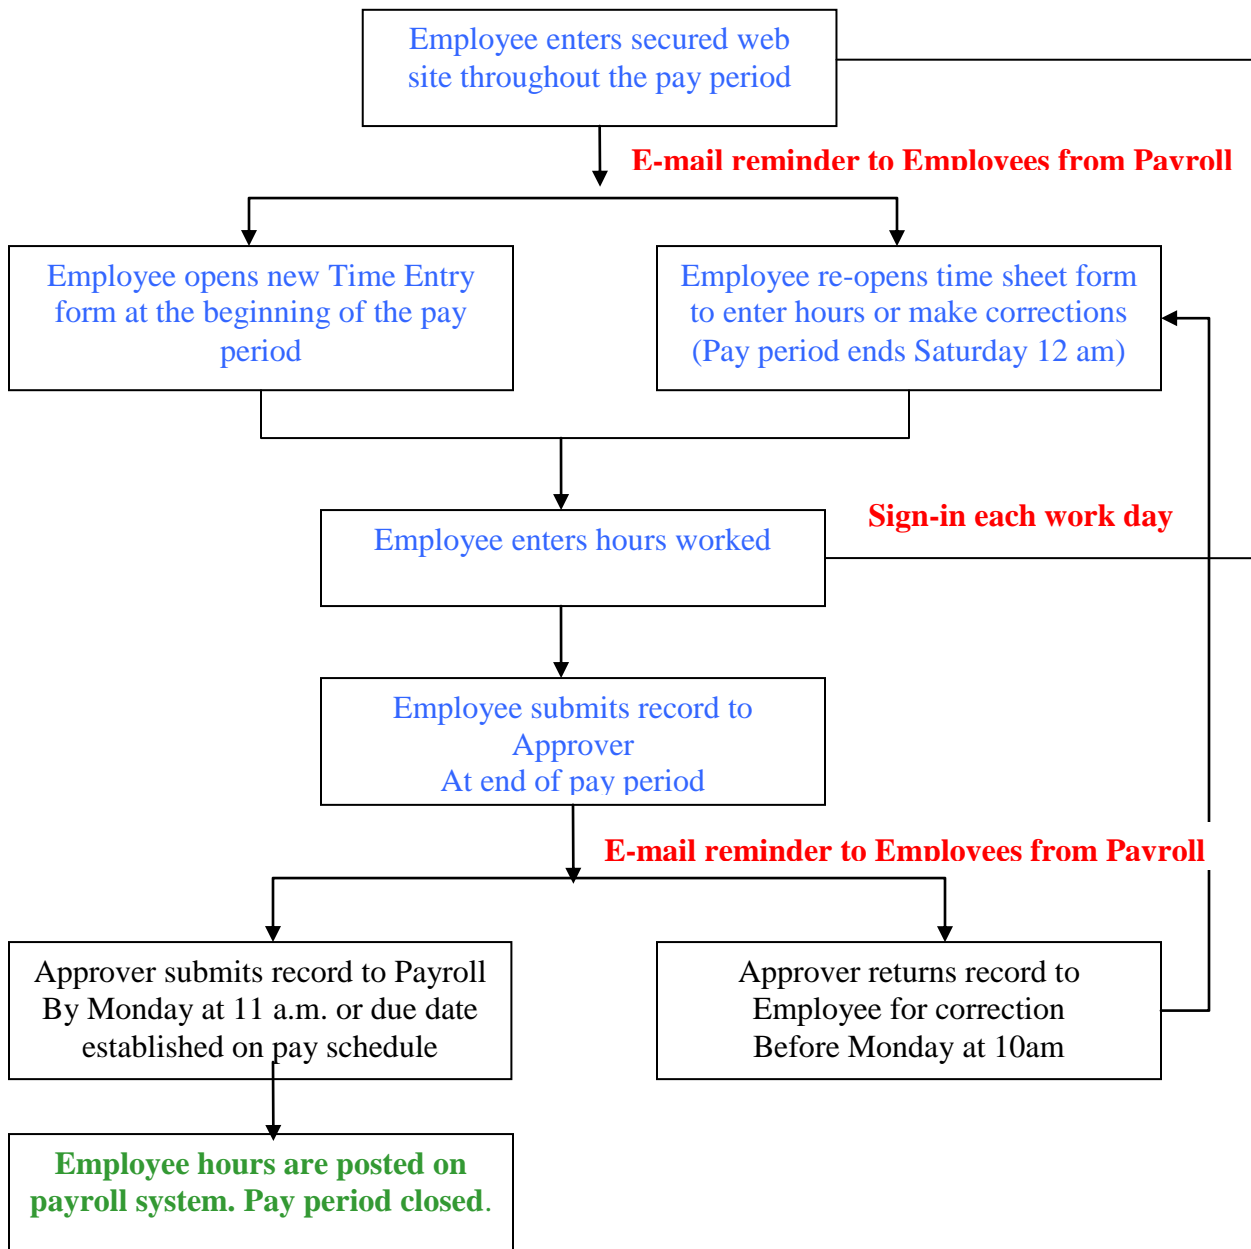 Employee enters secured web
site throughout the pay period
E-mail reminder to Employees from Payroll
Employee opens new Time Entry
form at the beginning of the pay
period
Employee re-opens time sheet form
to enter hours or make corrections
(Pay period ends Saturday 12 am)
Sign-in each work day
Employee enters hours worked
Employee submits record to
Approver
At end of pay period
E-mail reminder to Employees from Payroll
Approver submits record to Payroll
By Monday at 11 a.m. or due date
established on pay schedule
Approver returns record to
Employee for correction
Before Monday at 10am
Employee hours are posted on
payroll system. Pay period closed.